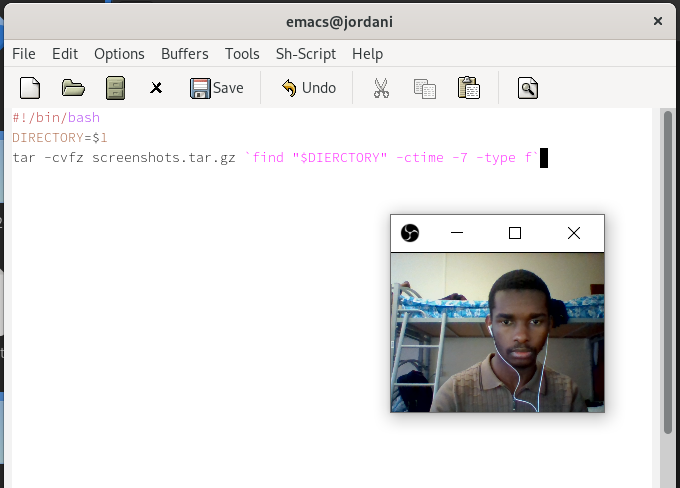 emacs@jordani
File Edit Options Buffers Tools Sh-Script Help
Save Undo
#!/bin/bash
DIRECTORY=$1
tar -cvfz screenshots.tar.gz `find "$DIERCTORY" -ctime -7 -type f`